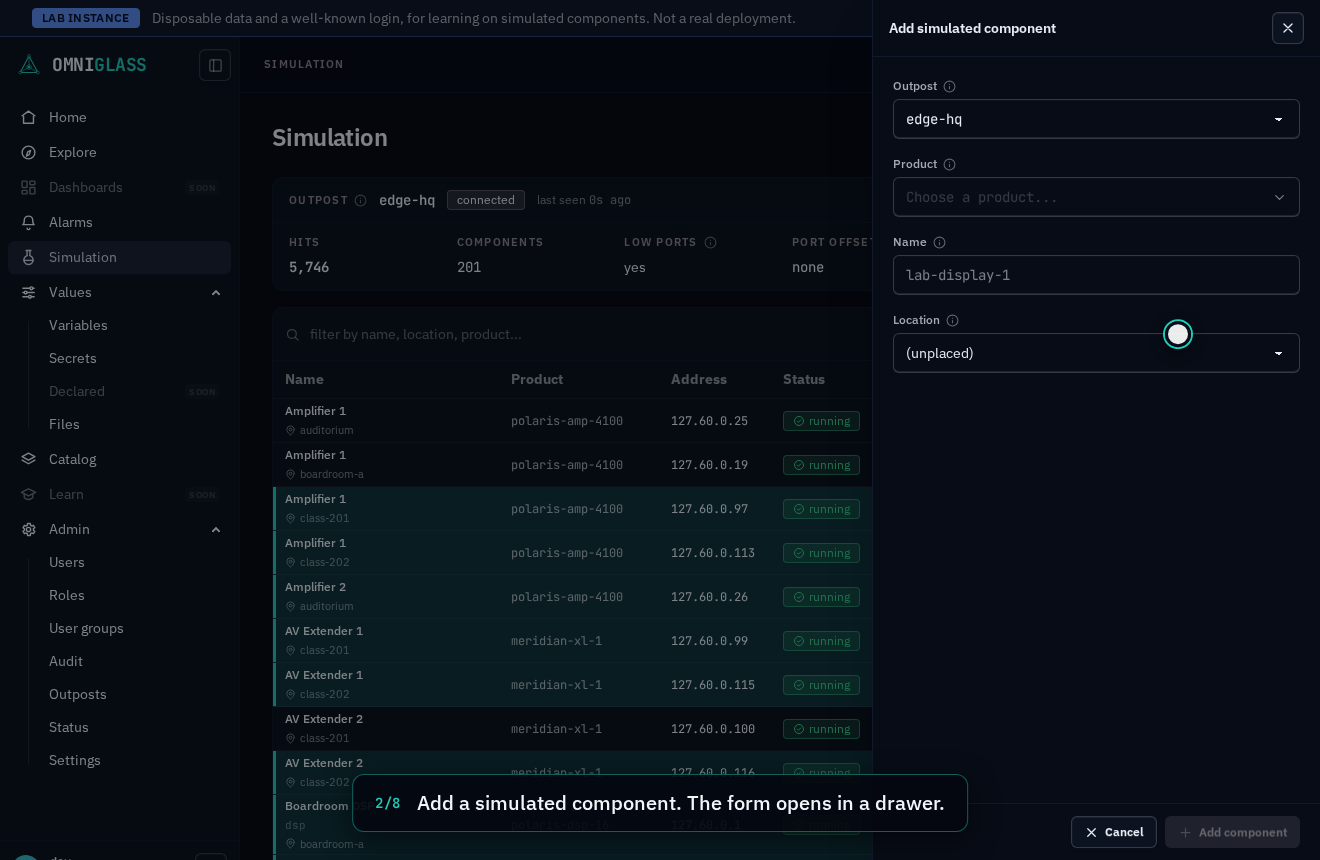 LAB INSTANCE Disposable data and a well-known login, for learning on simulated components. Not a real deployment.
OMNIGLASS
Home
Explore
Dashboards SOON
Alarms
Simulation
Values
Variables
Secrets
Declared SOON
Files
Catalog
Learn SOON
Admin
Users
Roles
User groups
Audit
Outposts
Status
Settings
SIMULATION
Simulation
OUTPOST edge-hq connected last seen 0s ago
HITS COMPONENTS LOW PORTS PORT OFFSET
5,746 201 yes none
filter by name, location, product...
Name Product Address Status
Amplifier 1 polaris-amp-4100 127.60.0.25 running
auditorium
Amplifier 1 polaris-amp-4100 127.60.0.19 running
boardroom-a
Amplifier 1 polaris-amp-4100 127.60.0.97 running
class-201
Amplifier 1 polaris-amp-4100 127.60.0.113 running
class-202
Amplifier 2 polaris-amp-4100 127.60.0.26 running
auditorium
AV Extender 1 meridian-xl-1 127.60.0.99 running
class-201
AV Extender 1 meridian-xl-1 127.60.0.115 running
class-202
AV Extender 2 meridian-xl-1 127.60.0.100 running
class-201
AV Extender 2 meridian-xl-1 127.60.0.116 running
class-202
Boardroom
dsp
boardroom-a
Add simulated component
Outpost
edge-hq
Product
Choose a product...
Name
lab-display-1
Location
(unplaced)
Cancel Add component
2/8 Add a simulated component. The form opens in a drawer.